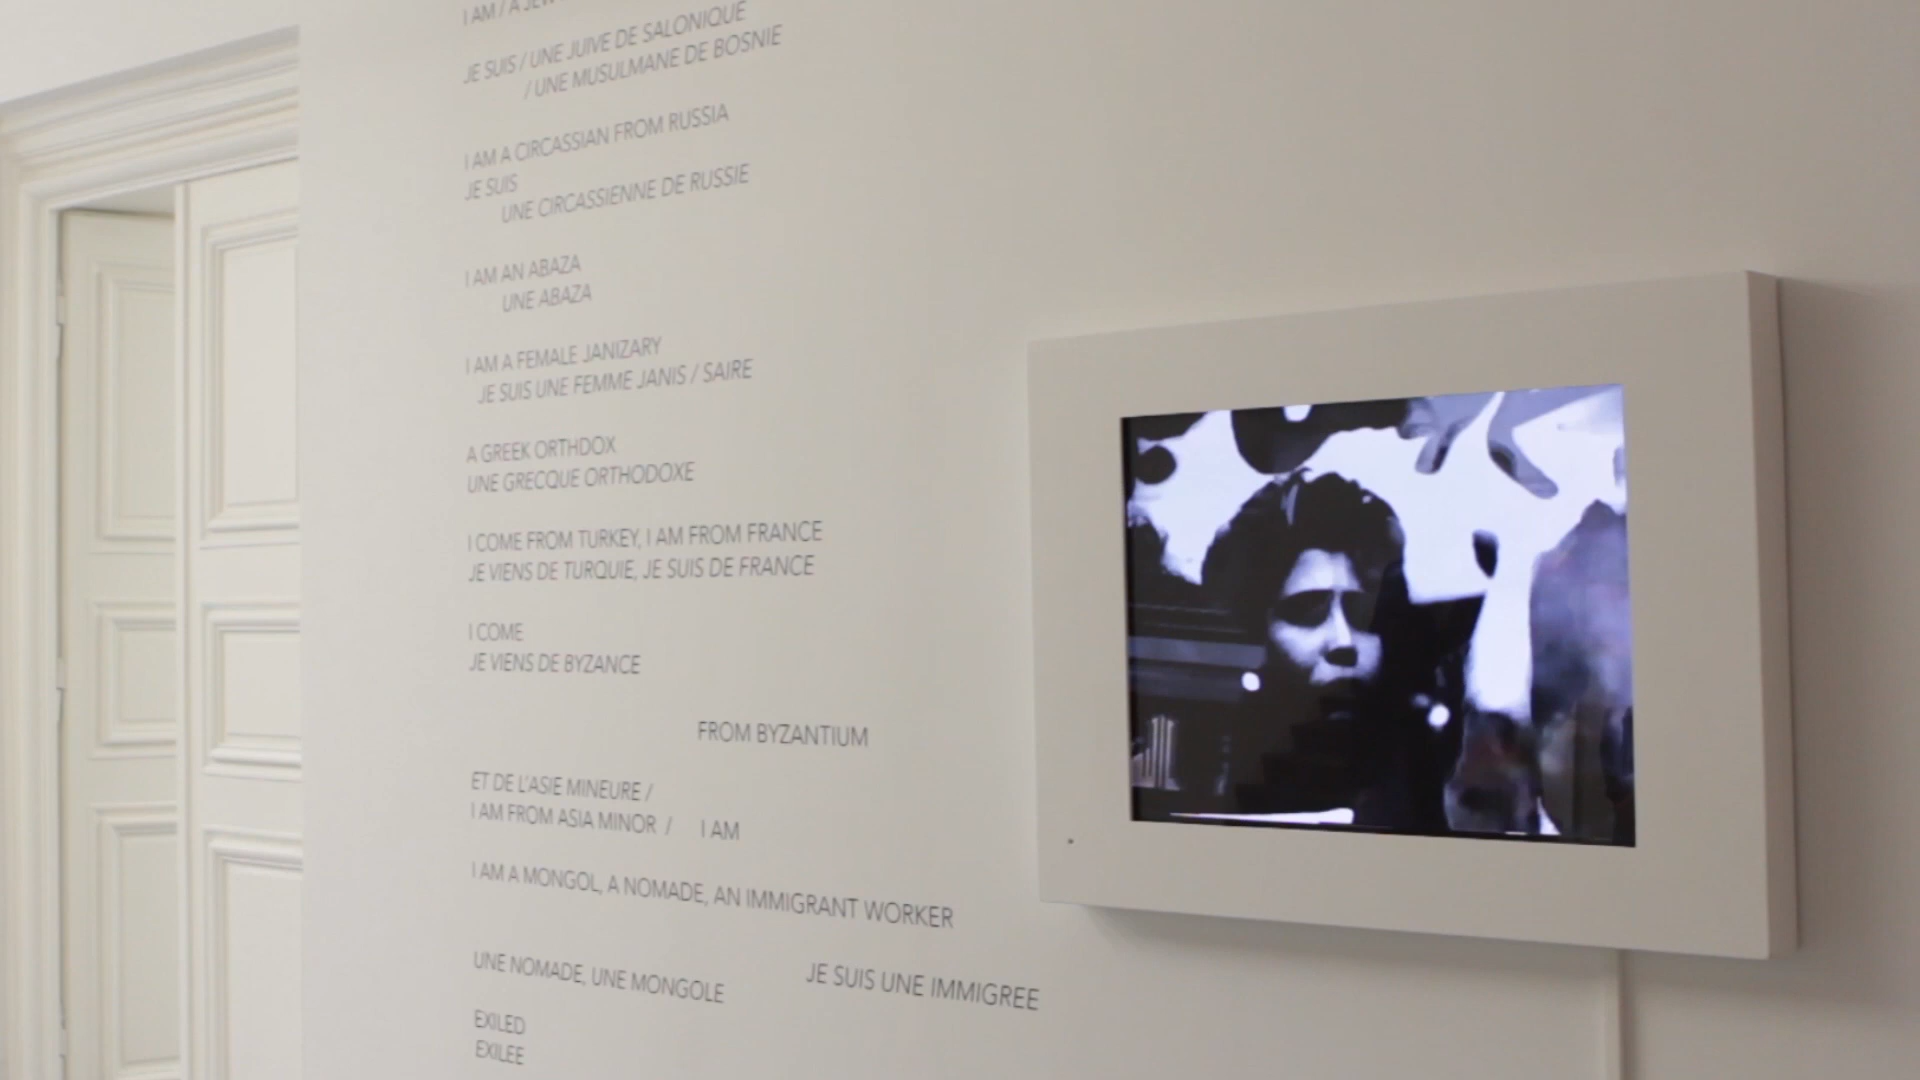 I AM / A JEW
JE SUIS / UNE JUIVE DE SALONIQUE
/ UNE MUSULMANE DE BOSNIE
I AM A CIRCASSIAN FROM RUSSIA
JE SUIS
UNE CIRCASSIENNE DE RUSSIE
I AM AN ABAZA
UNE ABAZA
I AM A FEMALE JANIZARY
JE SUIS UNE FEMME JANIS / SAIRE
A GREEK ORTHDOX
UNE GRECQUE ORTHODOXE
I COME FROM TURKEY, I AM FROM FRANCE
JE VIENS DE TURQUIE, JE SUIS DE FRANCE
I COME
JE VIENS DE BYZANCE
FROM BYZANTIUM
ET DE L'ASIE MINEURE /
I AM FROM ASIA MINOR / I AM
I AM A MONGOL, A NOMADE, AN IMMIGRANT WORKER
UNE NOMADE, UNE MONGOLE
JE SUIS UNE IMMIGREE
EXILED
EXILEE